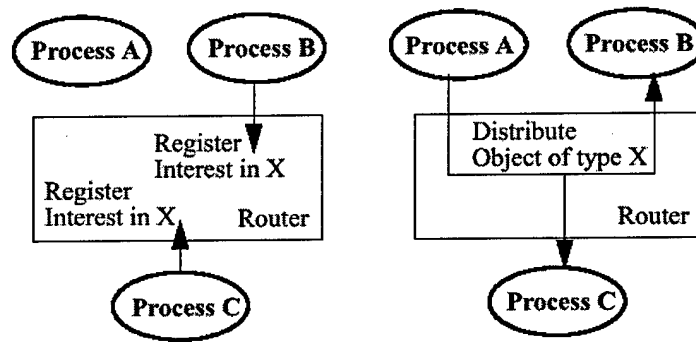 Process A
Process B
Register
Interest in X
Register
Interest in X
Router
Process C
Process A
Process B
Distribute
Object of type X
Router
Process C